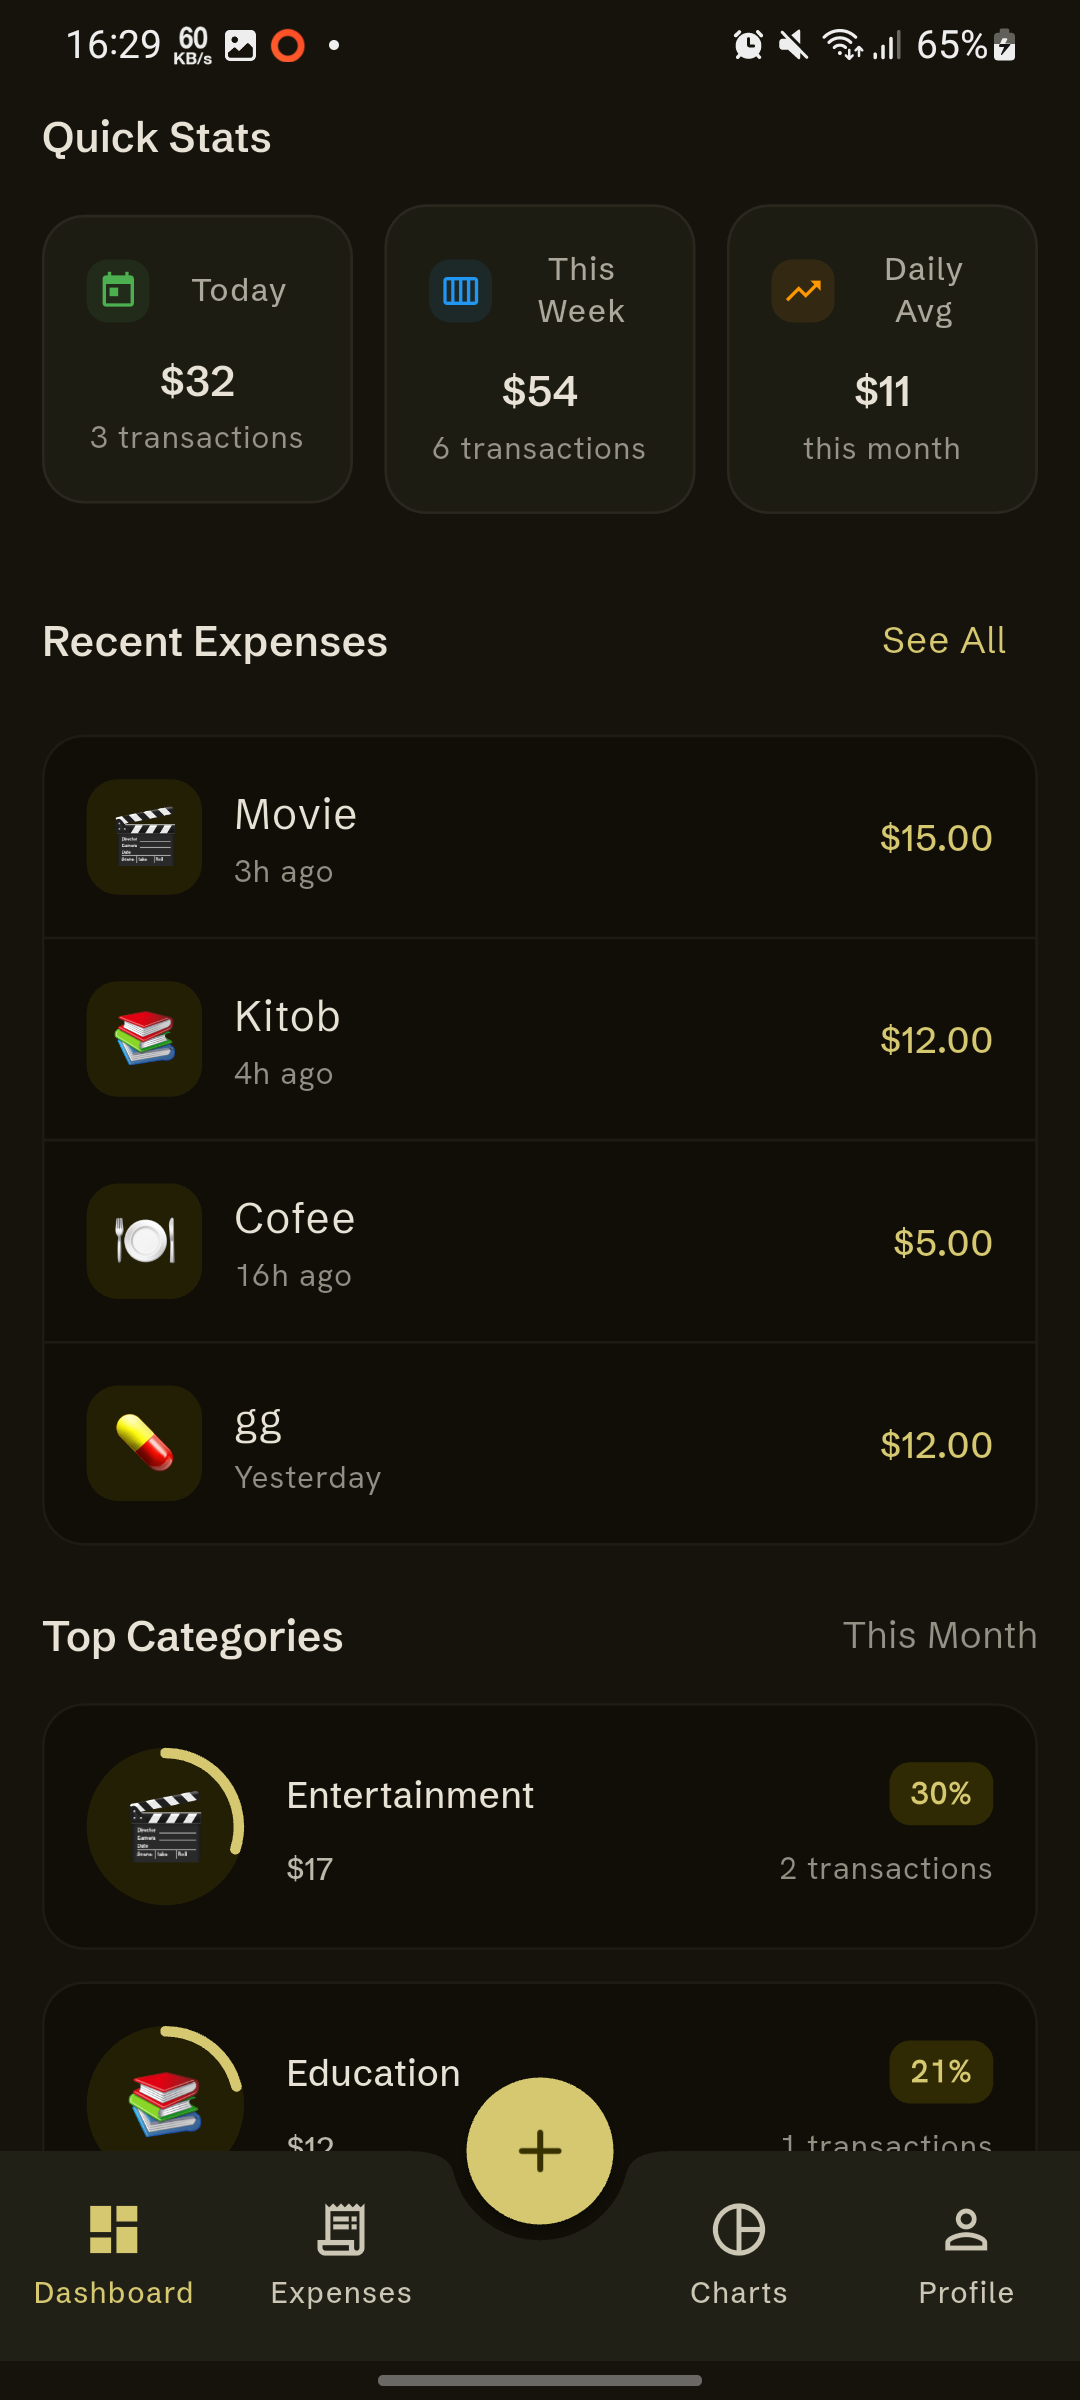 16:29 60 KB/s 65%
Quick Stats
Today
$32
3 transactions
This
Week
$54
6 transactions
Daily
Avg
$11
this month
Recent Expenses See All
Movie
3h ago
$15.00
Kitob
4h ago
$12.00
Cofee
16h ago
$5.00
gg
Yesterday
$12.00
Top Categories This Month
Entertainment 30%
$17 2 transactions
Education 21%
$12 1 transactions
Dashboard Expenses Charts Profile